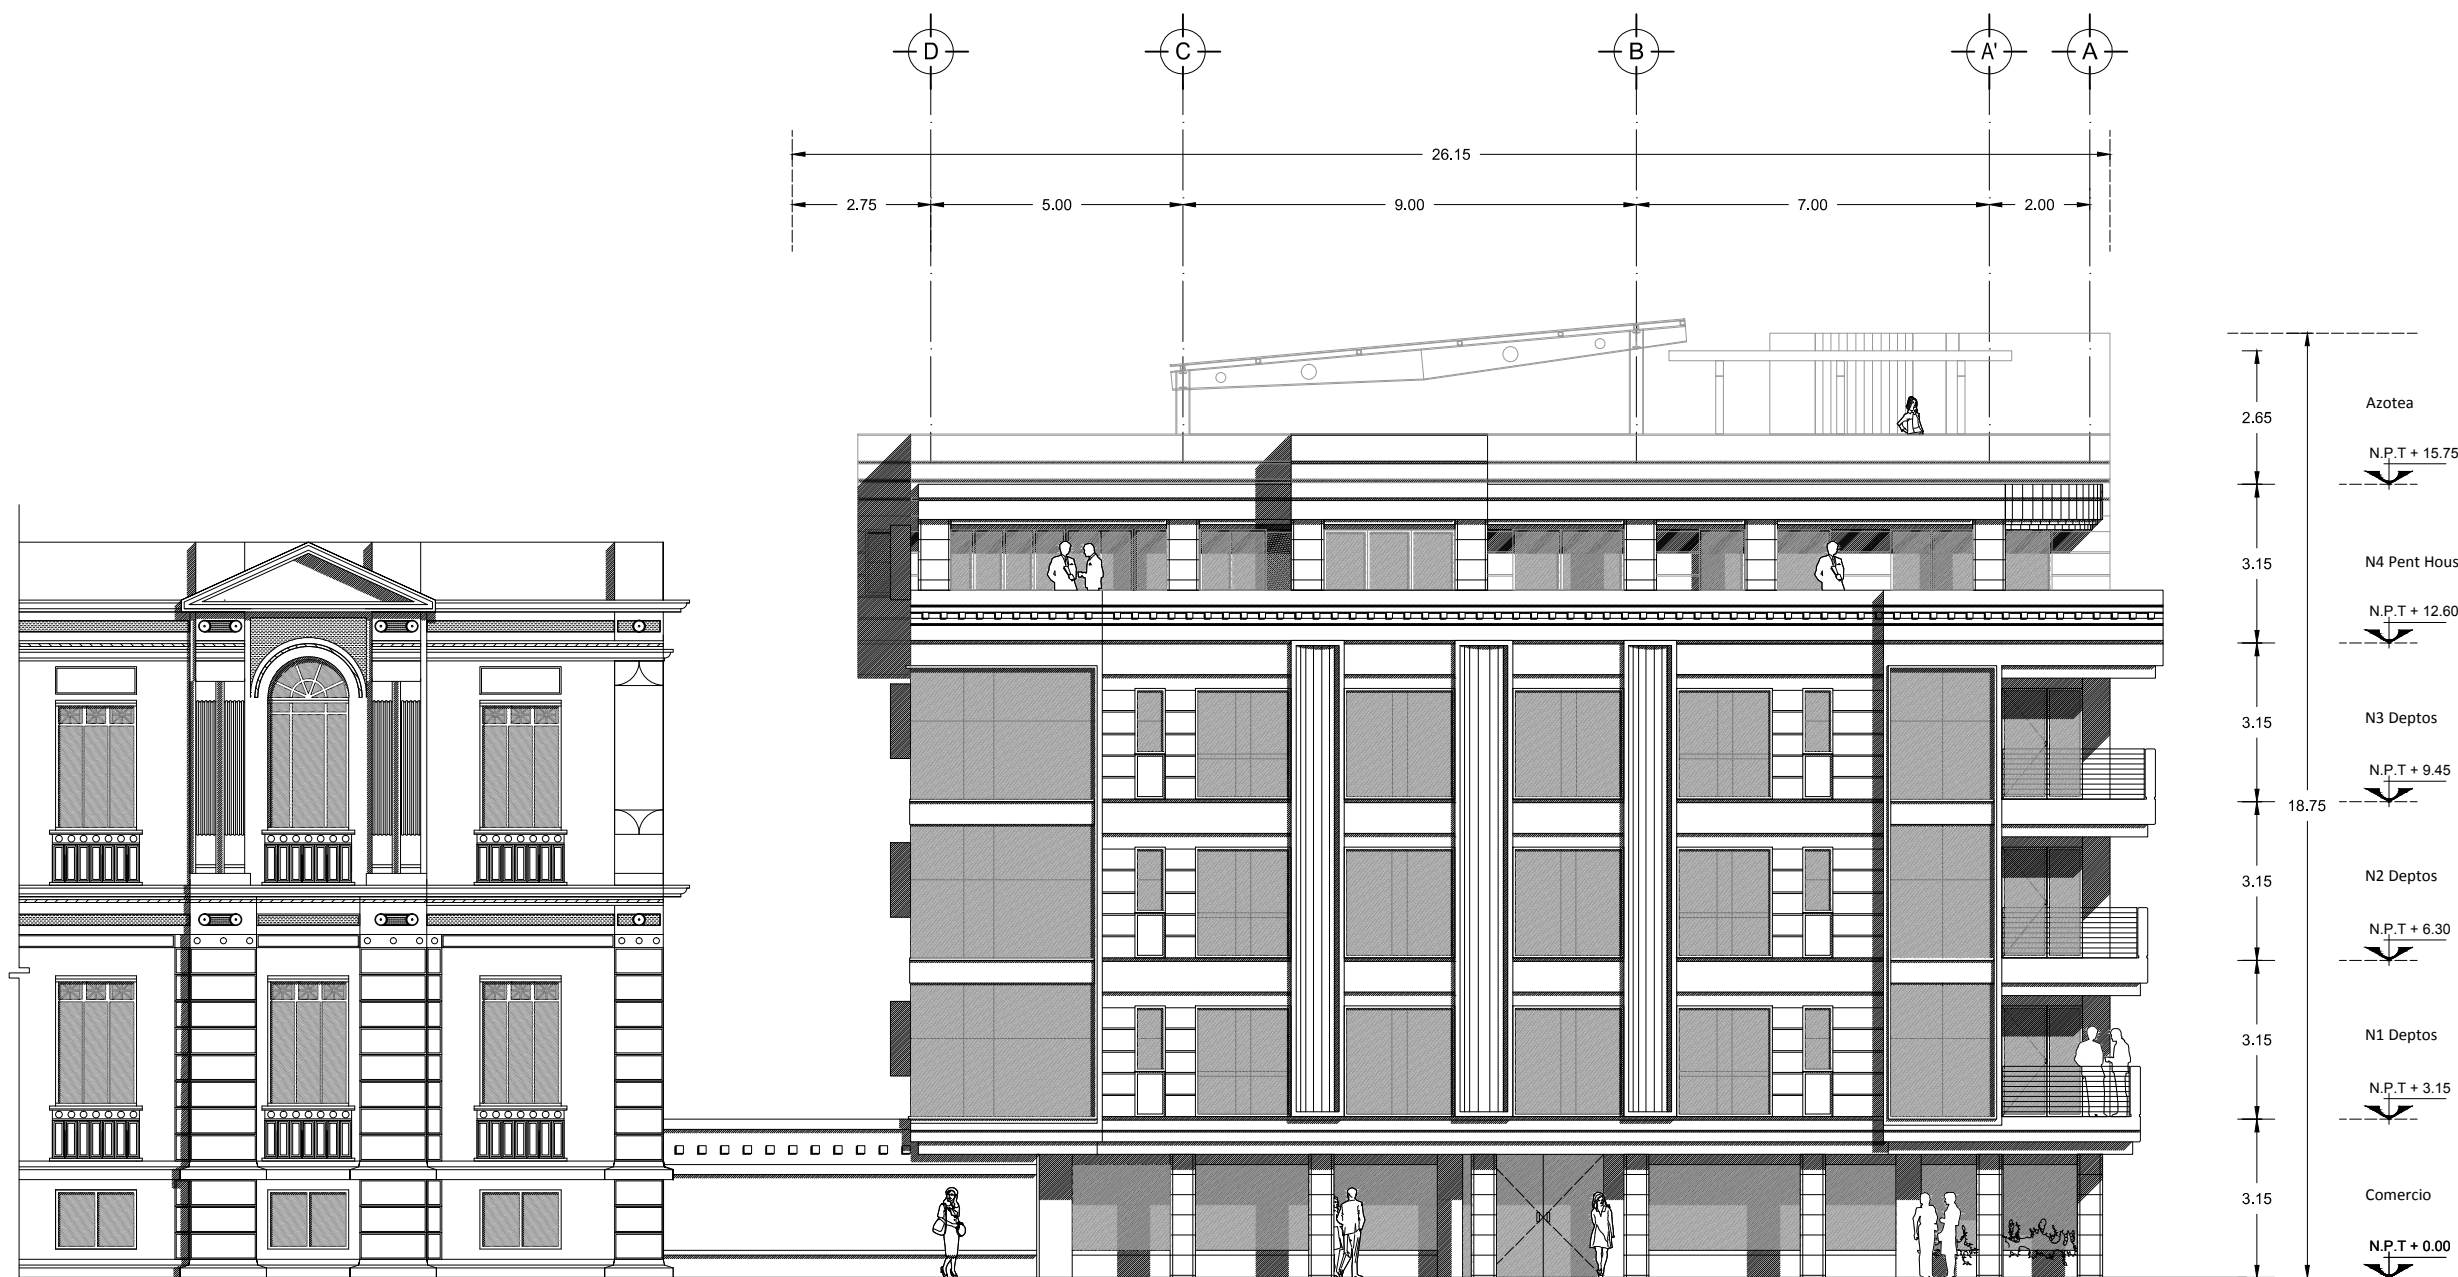 D C B A' A
26.15
2.75 5.00 9.00 7.00 2.00
Azotea
2.65
N.P.T + 15.75
3.15
N4 Pent Hous
N.P.T + 12.60
3.15
N3 Deptos
N.P.T + 9.45
18.75
3.15
N2 Deptos
N.P.T + 6.30
3.15
N1 Deptos
N.P.T + 3.15
3.15
Comercio
N.P.T + 0.00